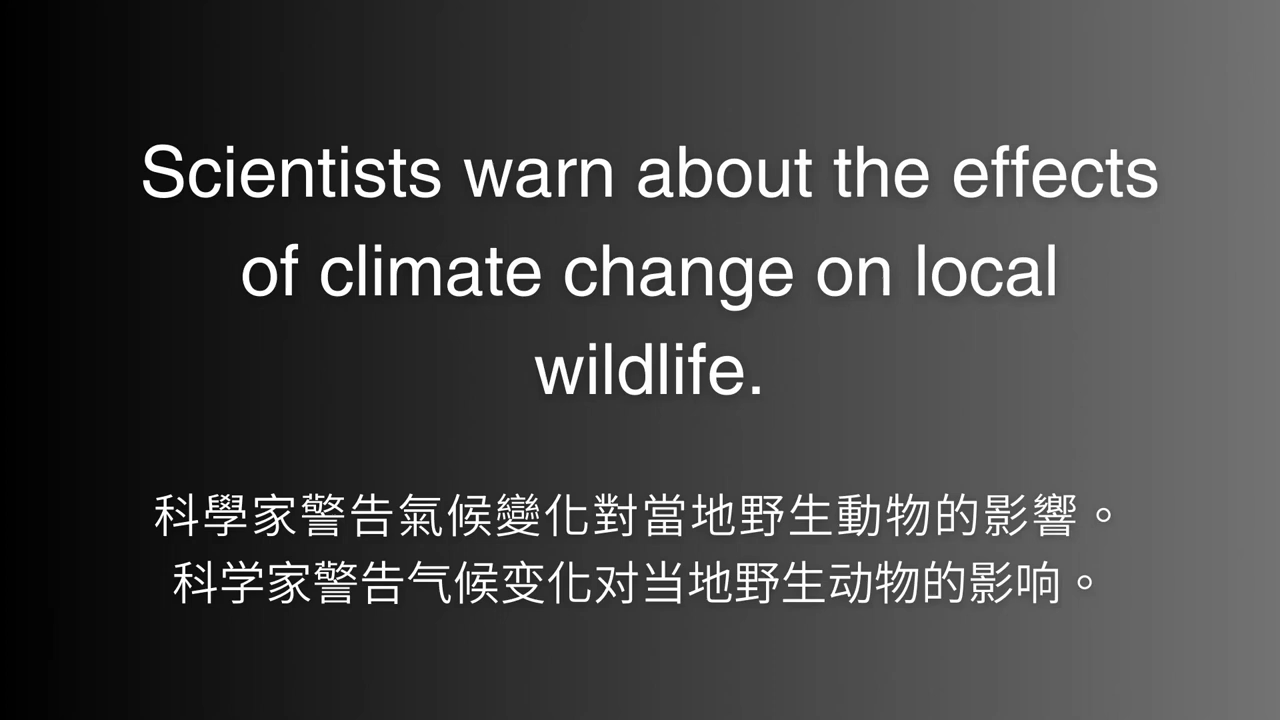 Scientists warn about the effects
of climate change on local
wildlife.
科學家警告氣候變化對當地野生動物的影響。
科学家警告气候变化对当地野生动物的影响。